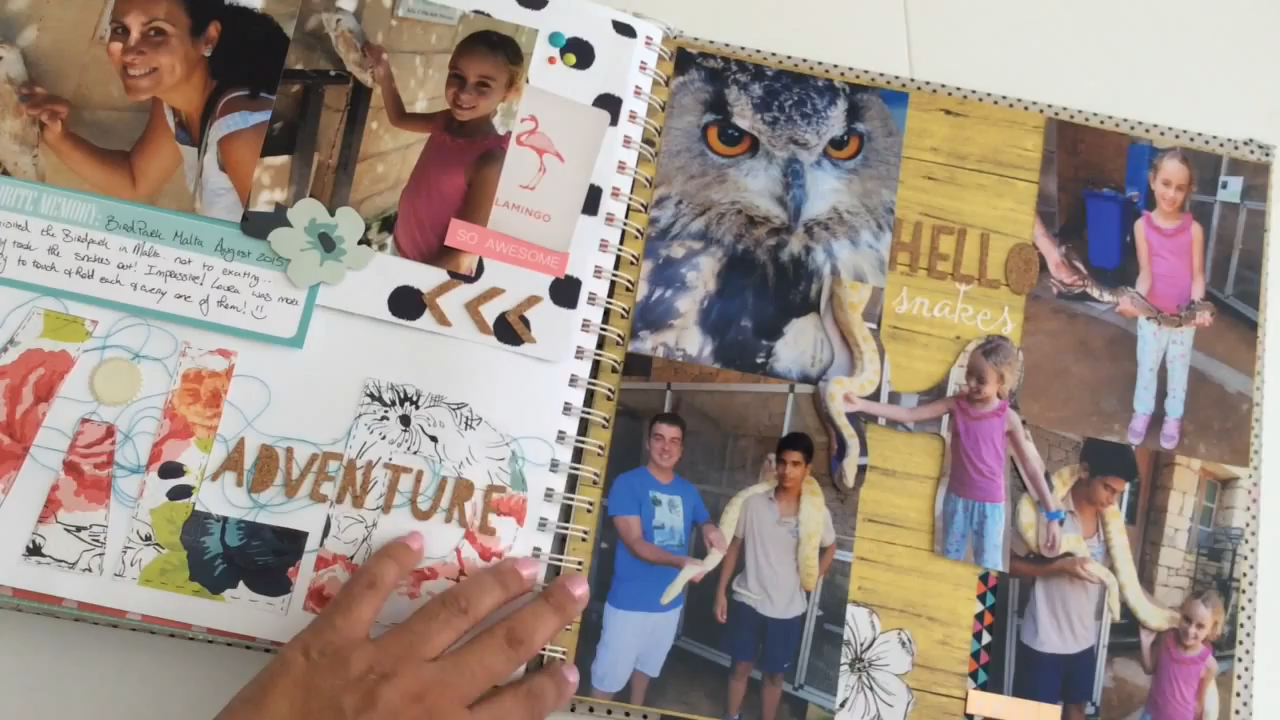 FLAMINGO
SO AWESOME
RITE MEMORY: BirdPark Malta August 2015
visited the Birdpark in Malta.. not to exciting...
took the snakes out! Impressive! Laura was more
to touch & hold each & every one of them!
ADVENTURE
HELLO
snakes